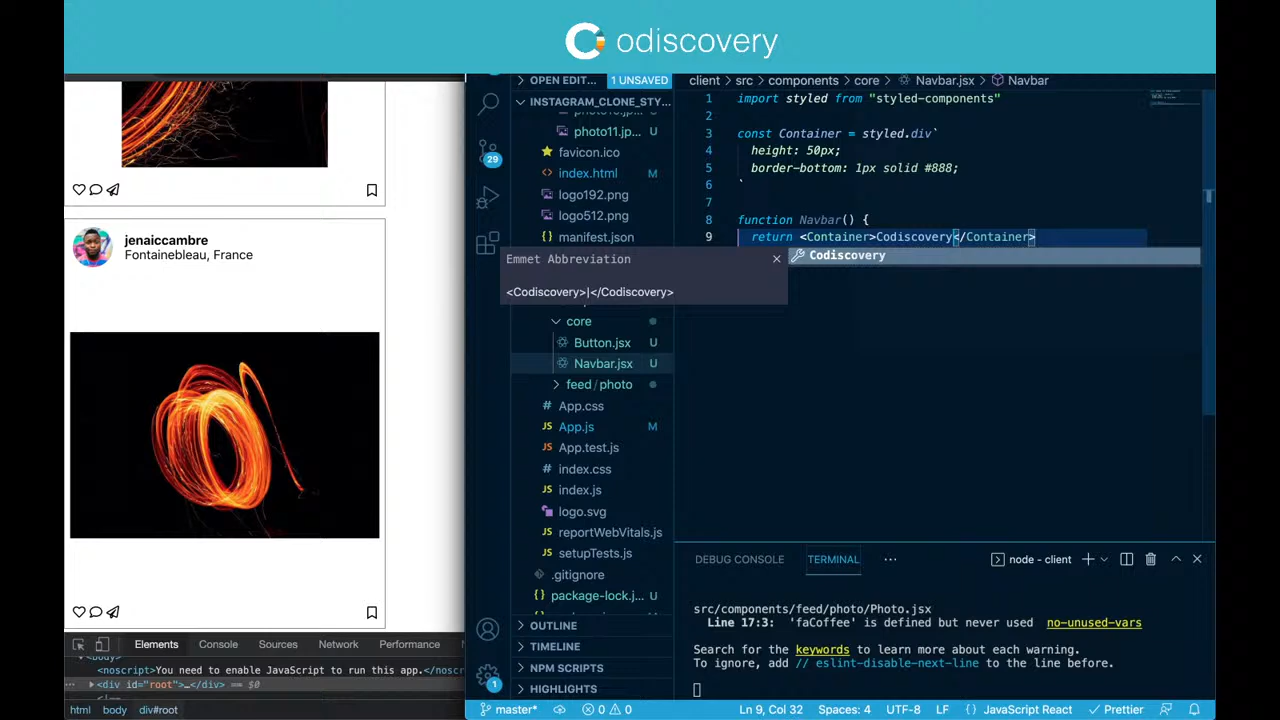 Codiscovery
jenaiccambre
Fontainebleau, France
Elements Console Sources Network Performance
<noscript>You need to enable JavaScript to run this app.</noscr
<div id="root">…</div> == $0
html body div#root
OPEN EDIT... 1 UNSAVED
INSTAGRAM_CLONE_STY...
photo11.jp... U
favicon.ico
index.html M
logo192.png
logo512.png
manifest.json
29
Emmet Abbreviation
<Codiscovery>|</Codiscovery>
core
Button.jsx U
Navbar.jsx U
feed / photo
App.css
App.js M
App.test.js
index.css
index.js
logo.svg
reportWebVitals.js
setupTests.js
.gitignore
package-lock.j... U
OUTLINE
TIMELINE
NPM SCRIPTS
HIGHLIGHTS
1
client > src > components > core > Navbar.jsx > Navbar
1 import styled from "styled-components"
2
3 const Container = styled.div`
4 height: 50px;
5 border-bottom: 1px solid #888;
6 `
7
8 function Navbar() {
9 return <Container>Codiscovery</Container>
Codiscovery
DEBUG CONSOLE TERMINAL ... node - client
src/components/feed/photo/Photo.jsx
Line 17:3: 'faCoffee' is defined but never used no-unused-vars
Search for the keywords to learn more about each warning.
To ignore, add // eslint-disable-next-line to the line before.
master* 0 0 Ln 9, Col 32 Spaces: 4 UTF-8 LF {} JavaScript React Prettier